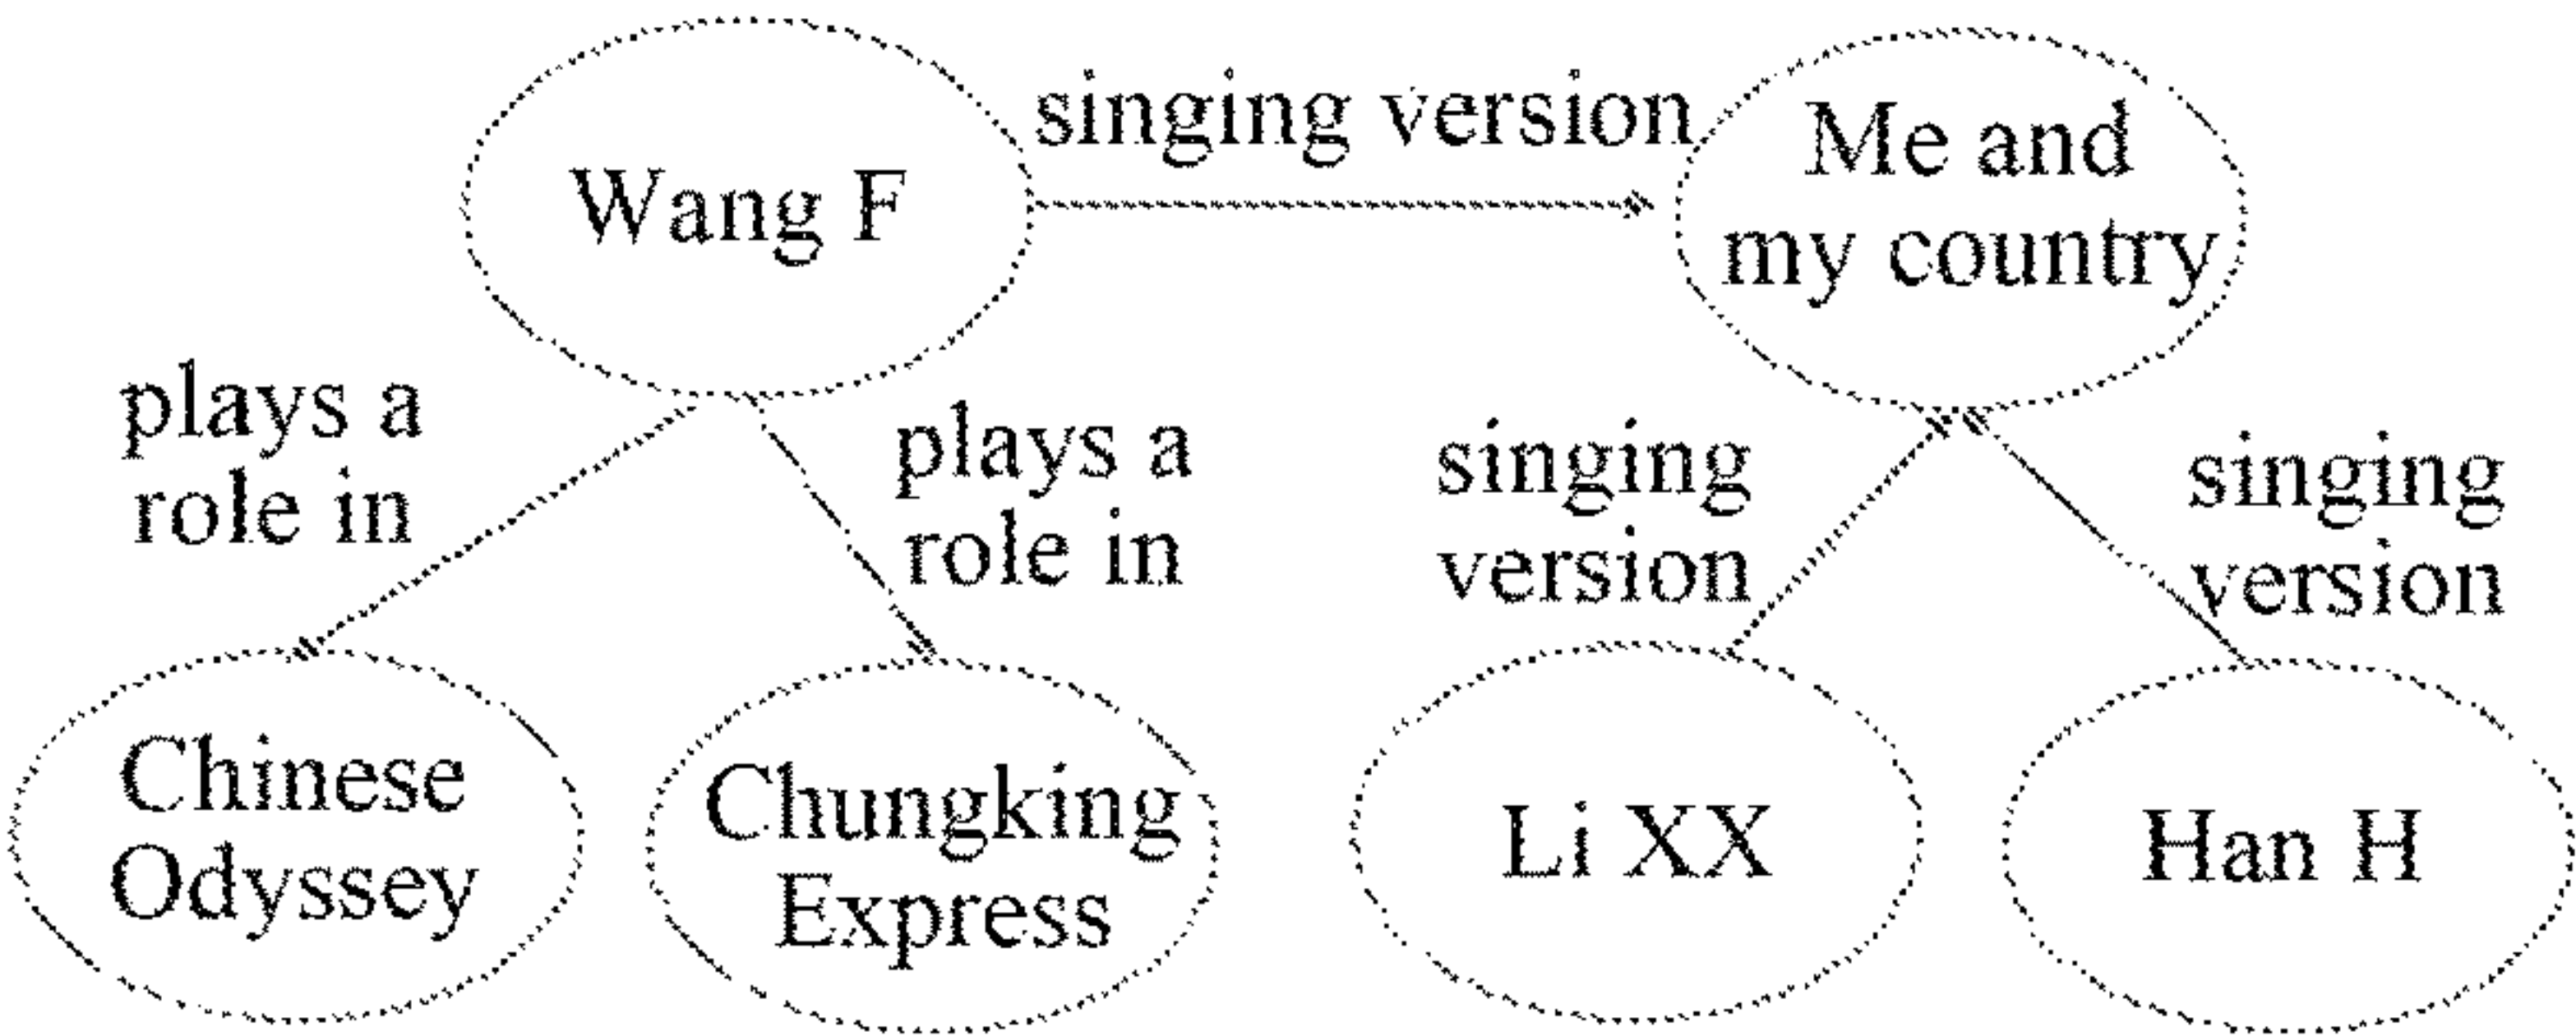 singing version
Wang F
Me and
my country
plays a
role in
plays a
role in
singing
version
singing
version
Chinese
Odyssey
Chungking
Express
Li XX
Han H